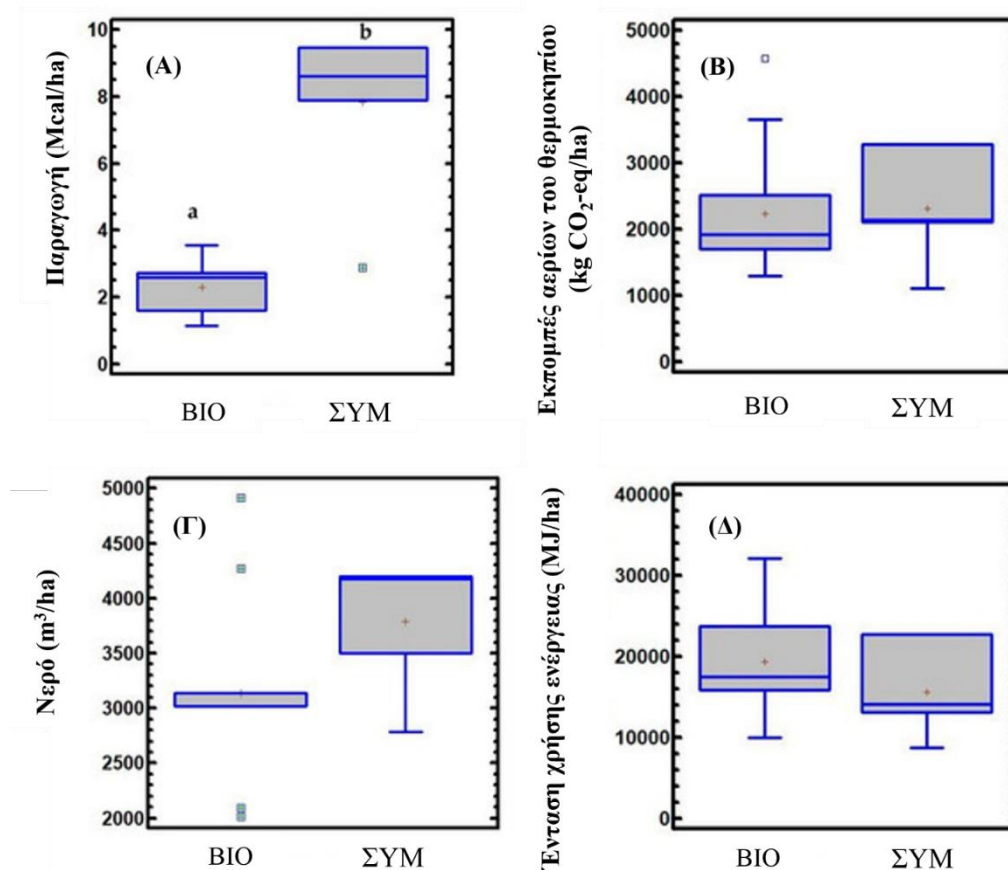 Παραγωγή (Mcal/ha)
10
8
6
4
2
0
(Α)
a
b
ΒΙΟ
ΣΥΜ
Εκπομπές αερίων του θερμοκηπίου
(kg CO₂-eq/ha)
5000
4000
3000
2000
1000
0
(Β)
ΒΙΟ
ΣΥΜ
Νερό (m³/ha)
5000
4500
4000
3500
3000
2500
2000
(Γ)
ΒΙΟ
ΣΥΜ
Ένταση χρήσης ενέργειας (MJ/ha)
40000
30000
20000
10000
0
(Δ)
ΒΙΟ
ΣΥΜ